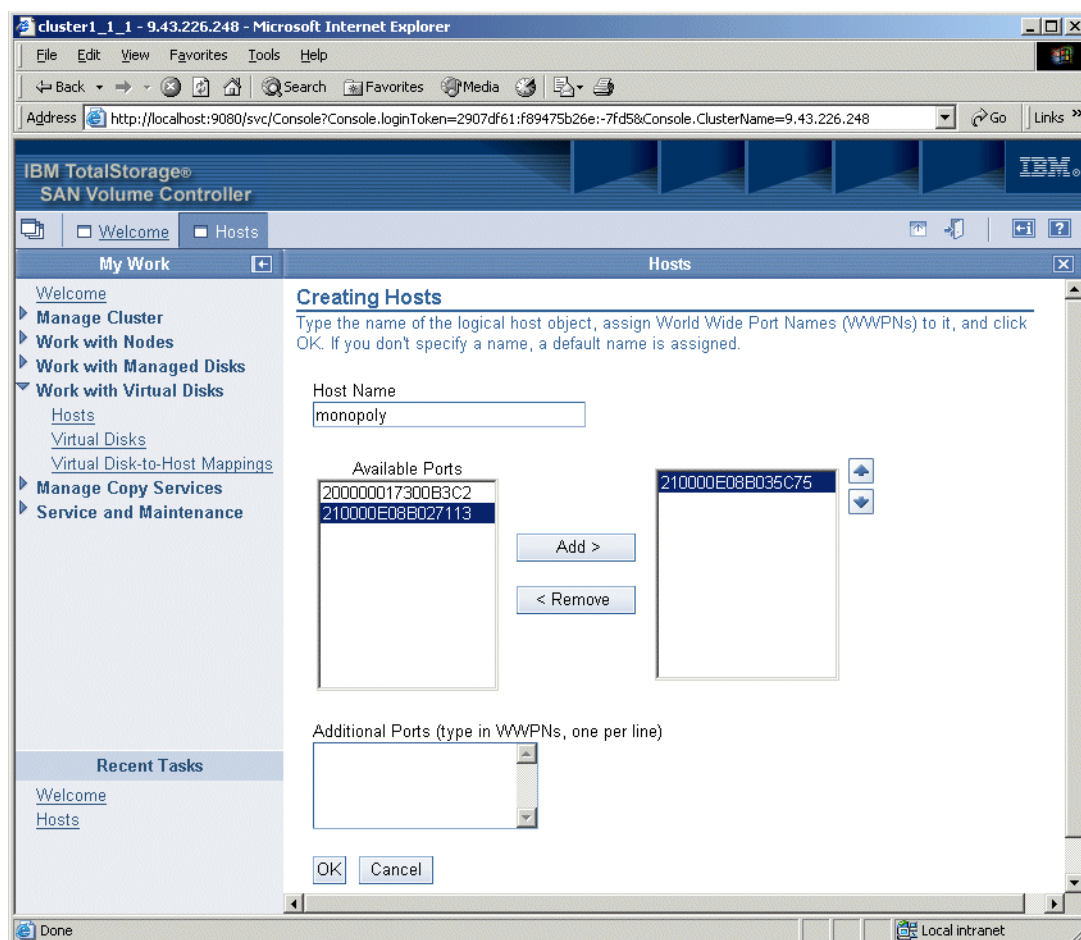 cluster1_1_1 - 9.43.226.248 - Microsoft Internet Explorer
File Edit View Favorites Tools Help
Back Search Favorites Media
Address http://localhost:9080/svc/Console?Console.loginToken=2907df61:f89475b26e:-7fd5&Console.ClusterName=9.43.226.248 Go Links »
IBM TotalStorage®
SAN Volume Controller
IBM®
Welcome Hosts
My Work
Hosts
Welcome
Manage Cluster
Work with Nodes
Work with Managed Disks
Work with Virtual Disks
Hosts
Virtual Disks
Virtual Disk-to-Host Mappings
Manage Copy Services
Service and Maintenance
Recent Tasks
Welcome
Hosts
Creating Hosts
Type the name of the logical host object, assign World Wide Port Names (WWPNs) to it, and click
OK. If you don't specify a name, a default name is assigned.
Host Name
monopoly
Available Ports
200000017300B3C2
210000E08B027113
Add >
< Remove
210000E08B035C75
Additional Ports (type in WWPNs, one per line)
OK Cancel
Done Local intranet